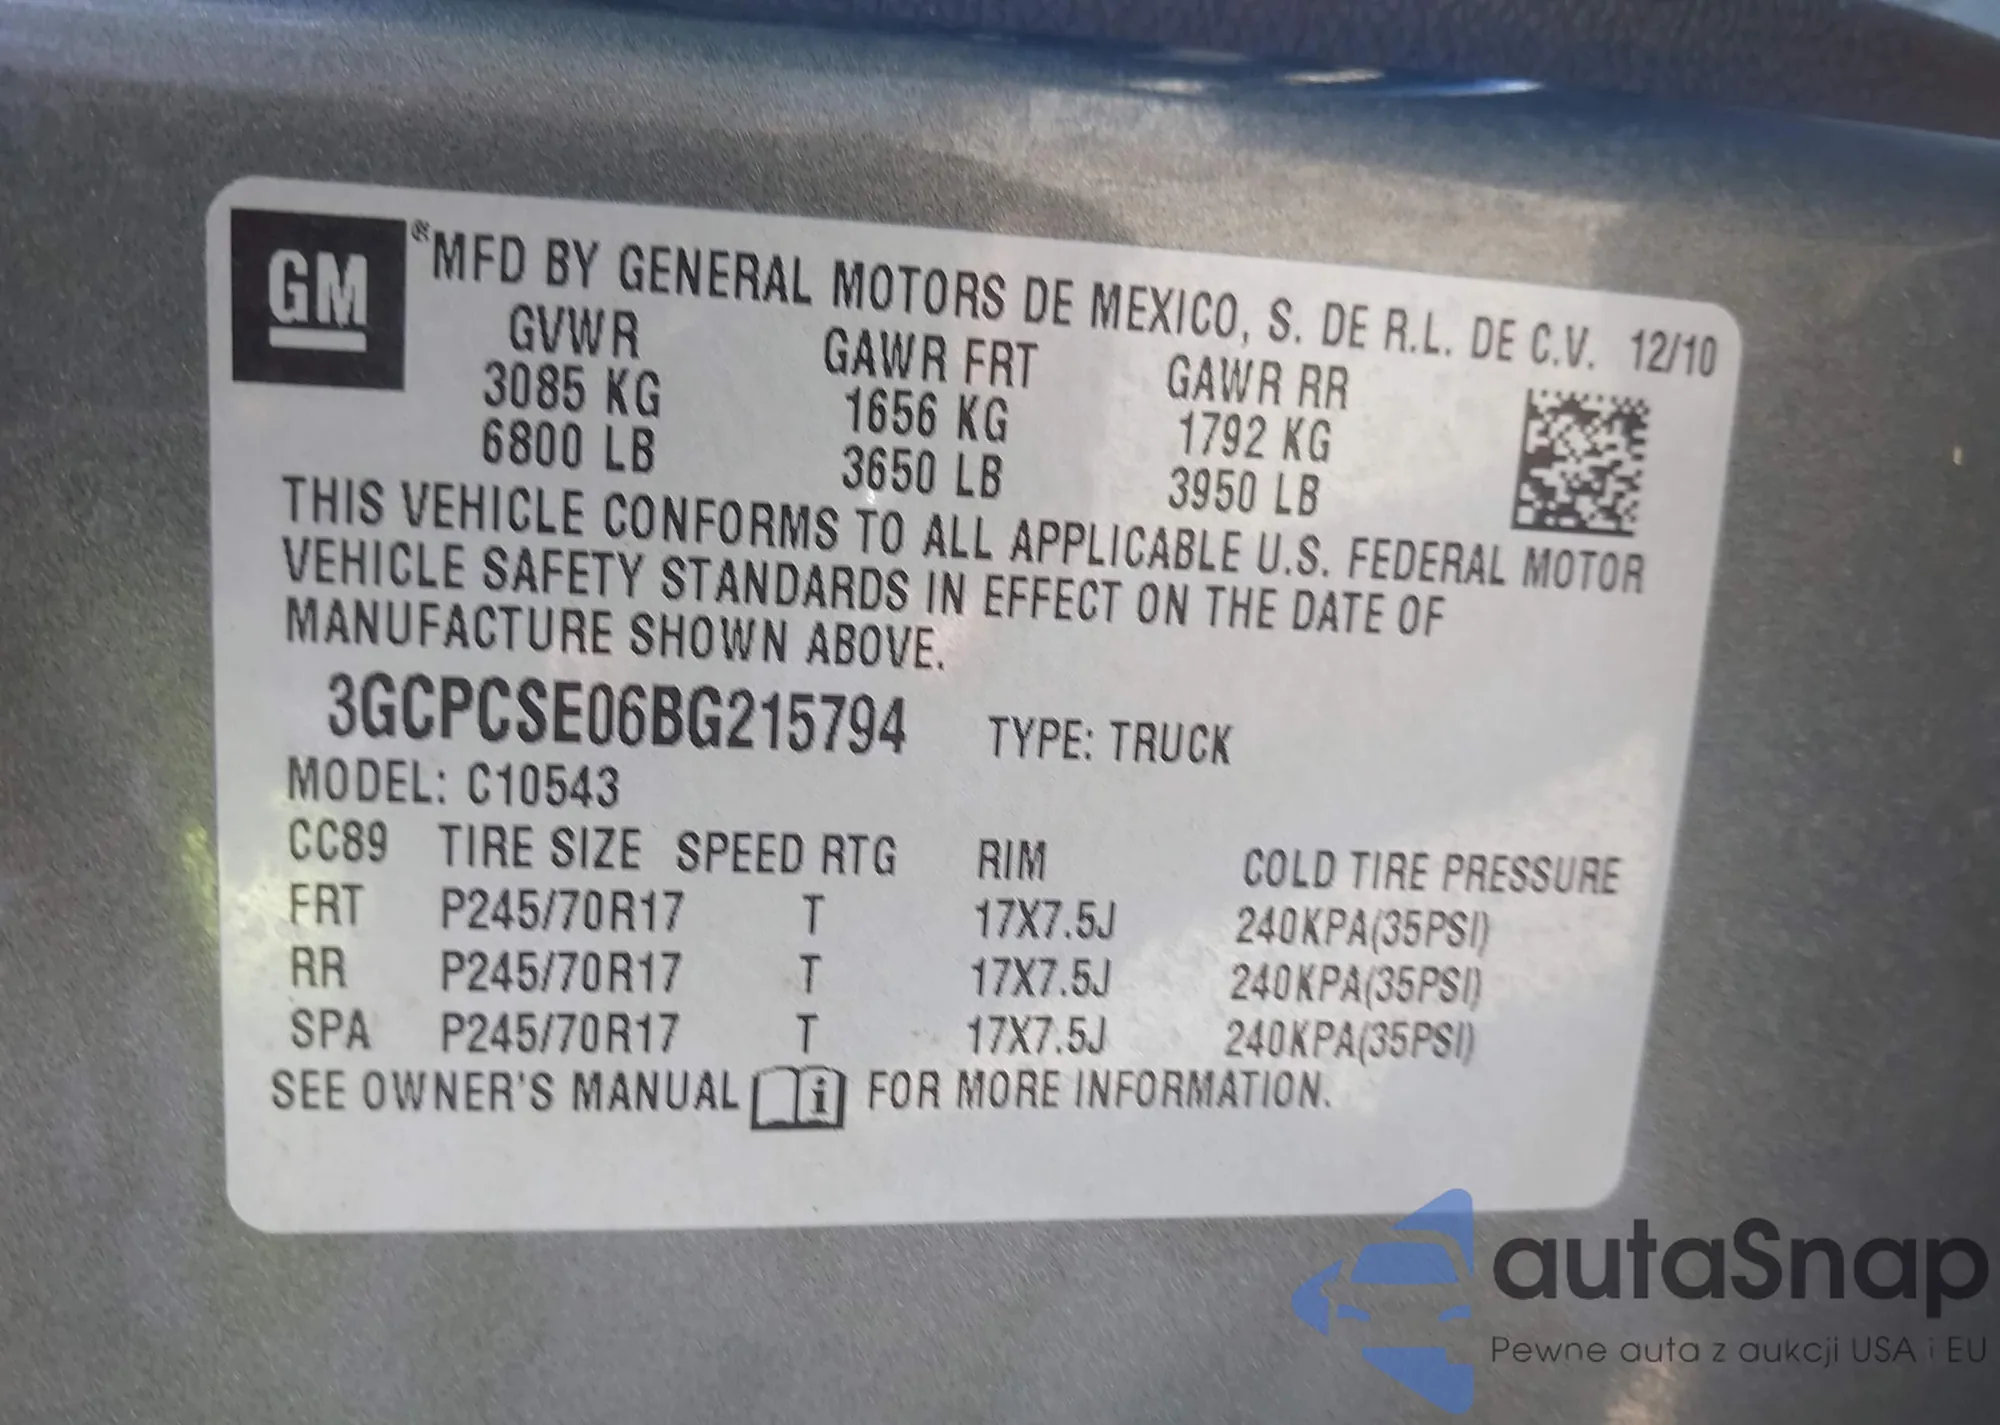 GM ® MFD BY GENERAL MOTORS DE MEXICO, S. DE R.L. DE C.V. 12/10
GVWR GAWR FRT GAWR RR
3085 KG 1656 KG 1792 KG
6800 LB 3650 LB 3950 LB
THIS VEHICLE CONFORMS TO ALL APPLICABLE U.S. FEDERAL MOTOR
VEHICLE SAFETY STANDARDS IN EFFECT ON THE DATE OF
MANUFACTURE SHOWN ABOVE.
3GCPCSE06BG215794 TYPE: TRUCK
MODEL: C10543
CC89 TIRE SIZE SPEED RTG RIM COLD TIRE PRESSURE
FRT P245/70R17 T 17X7.5J 240KPA(35PSI)
RR P245/70R17 T 17X7.5J 240KPA(35PSI)
SPA P245/70R17 T 17X7.5J 240KPA(35PSI)
SEE OWNER'S MANUAL i FOR MORE INFORMATION.
autaSnap
Pewne auta z aukcji USA i EU